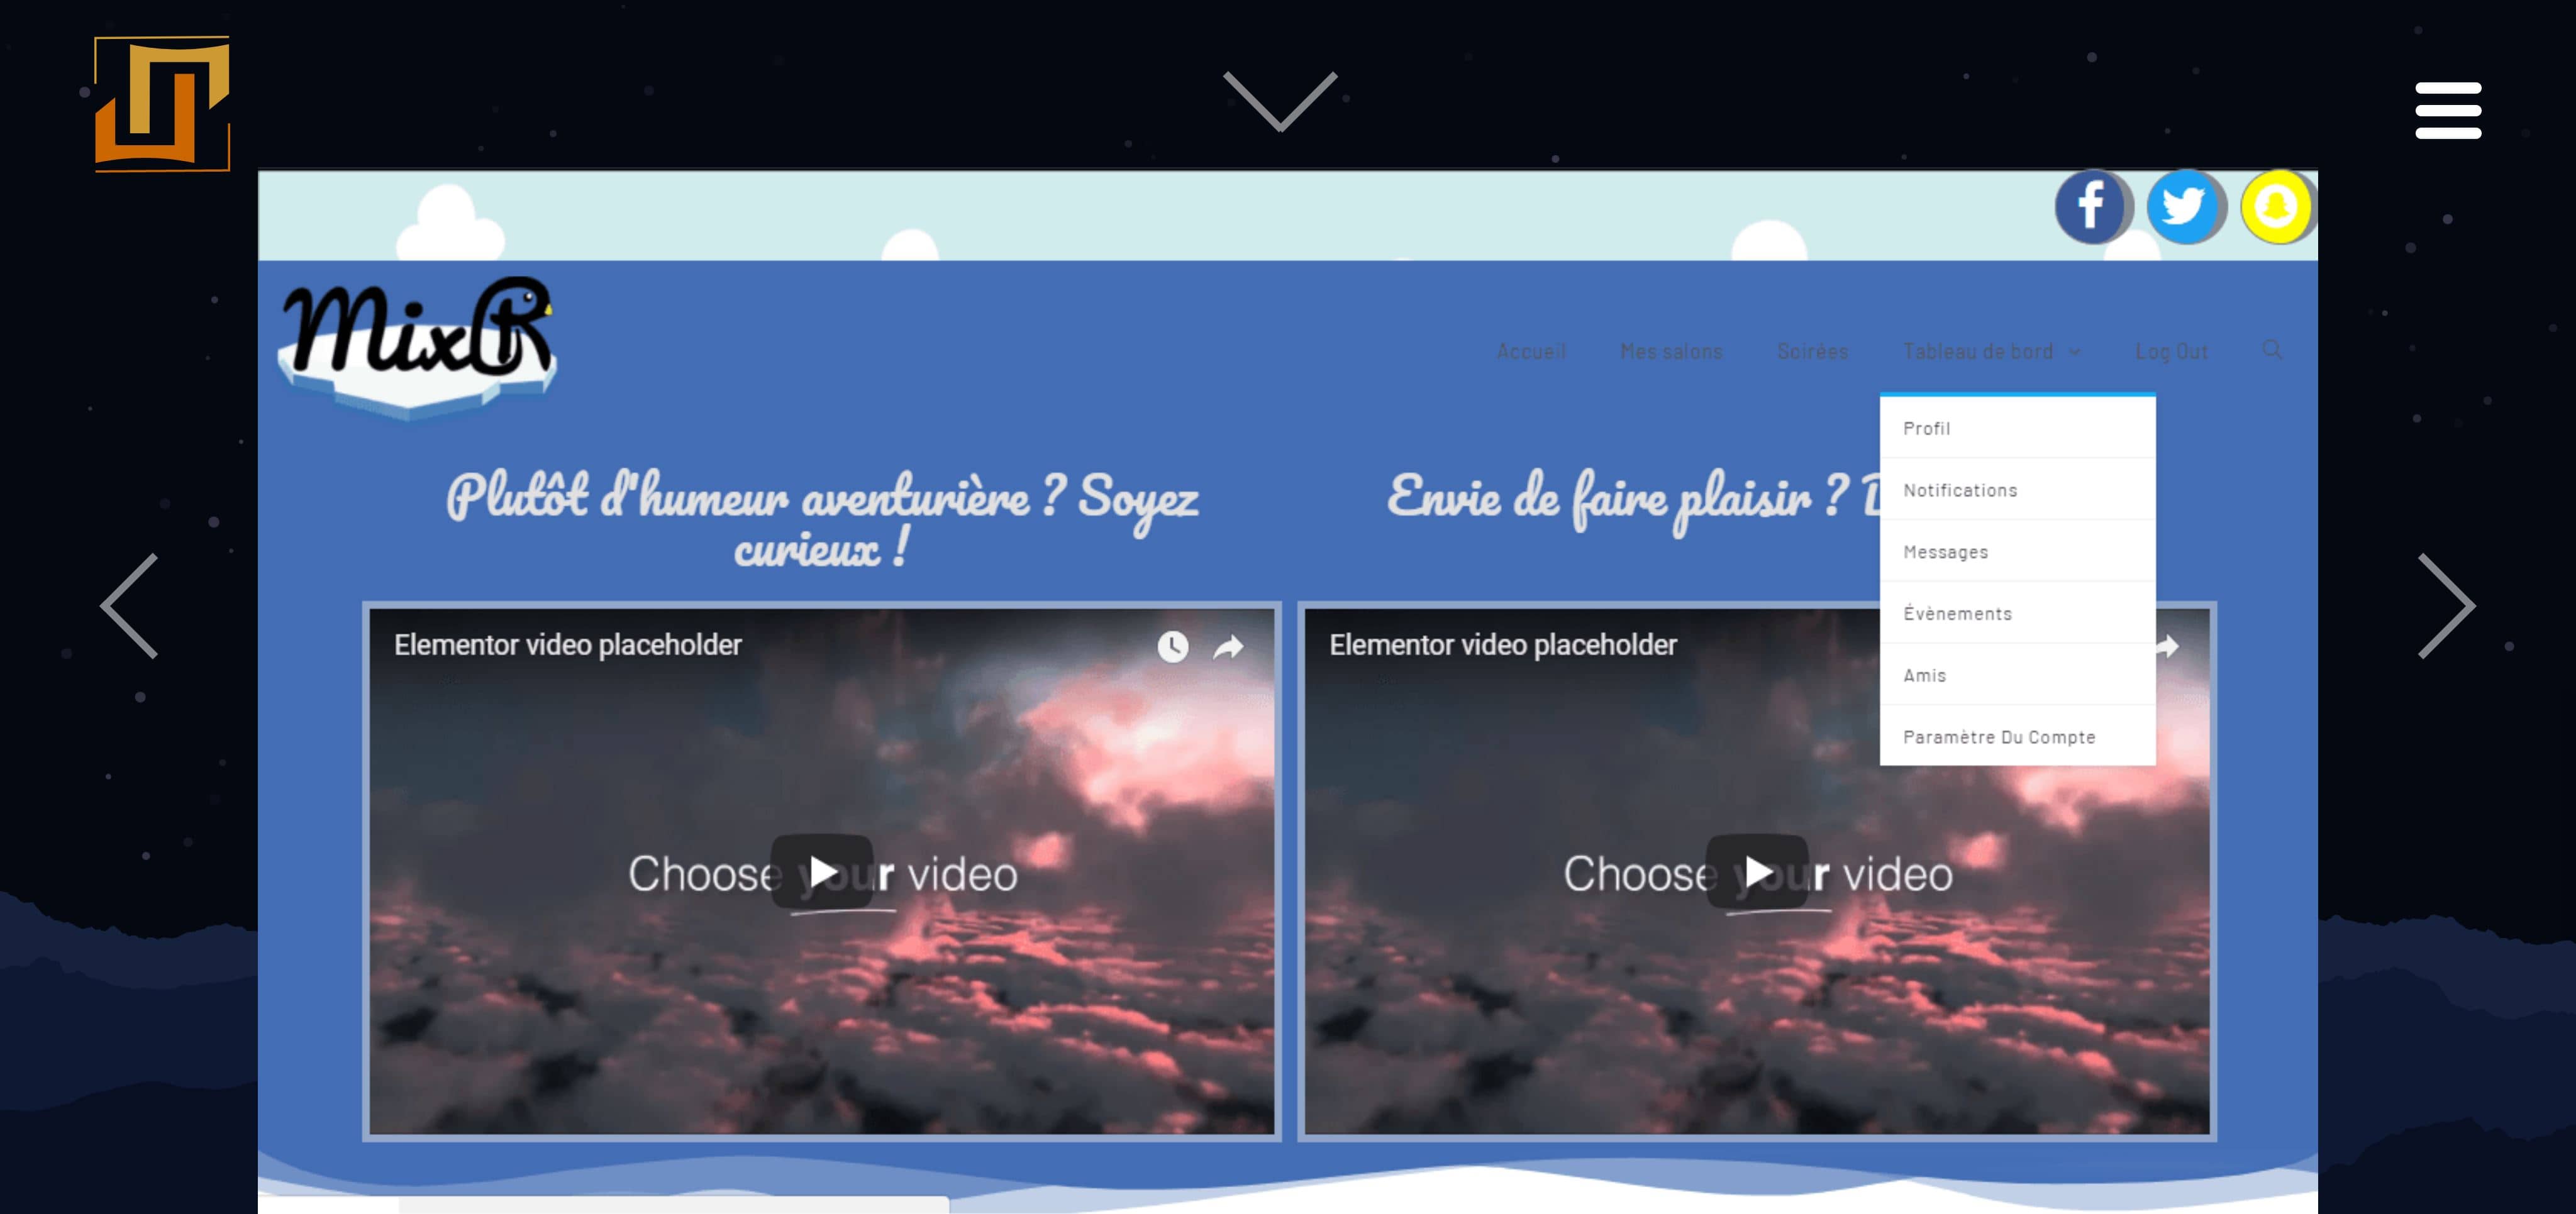 MixR
Accueil Mes salons Soirées Tableau de bord Log Out
Profil
Notifications
Messages
Évènements
Amis
Paramètre Du Compte
Plutôt d'humeur aventurière ? Soyez
curieux !
Envie de faire plaisir ?
Elementor video placeholder
Choose your video
Elementor video placeholder
Choose your video